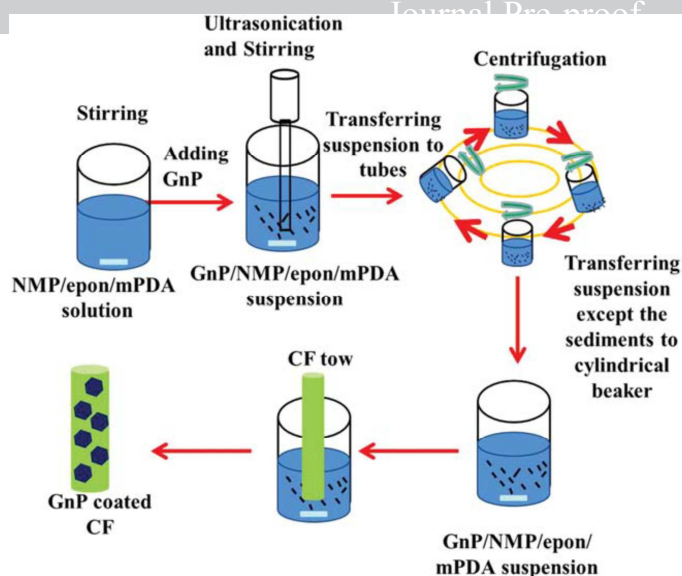 Journal Pre-proof
Ultrasonication
and Stirring
Centrifugation
Stirring
Adding
GnP
Transferring
suspension to
tubes
NMP/epon/mPDA
solution
GnP/NMP/epon/mPDA
suspension
Transferring
suspension
except the
sediments to
cylindrical
beaker
CF tow
GnP coated
CF
GnP/NMP/epon/
mPDA suspension